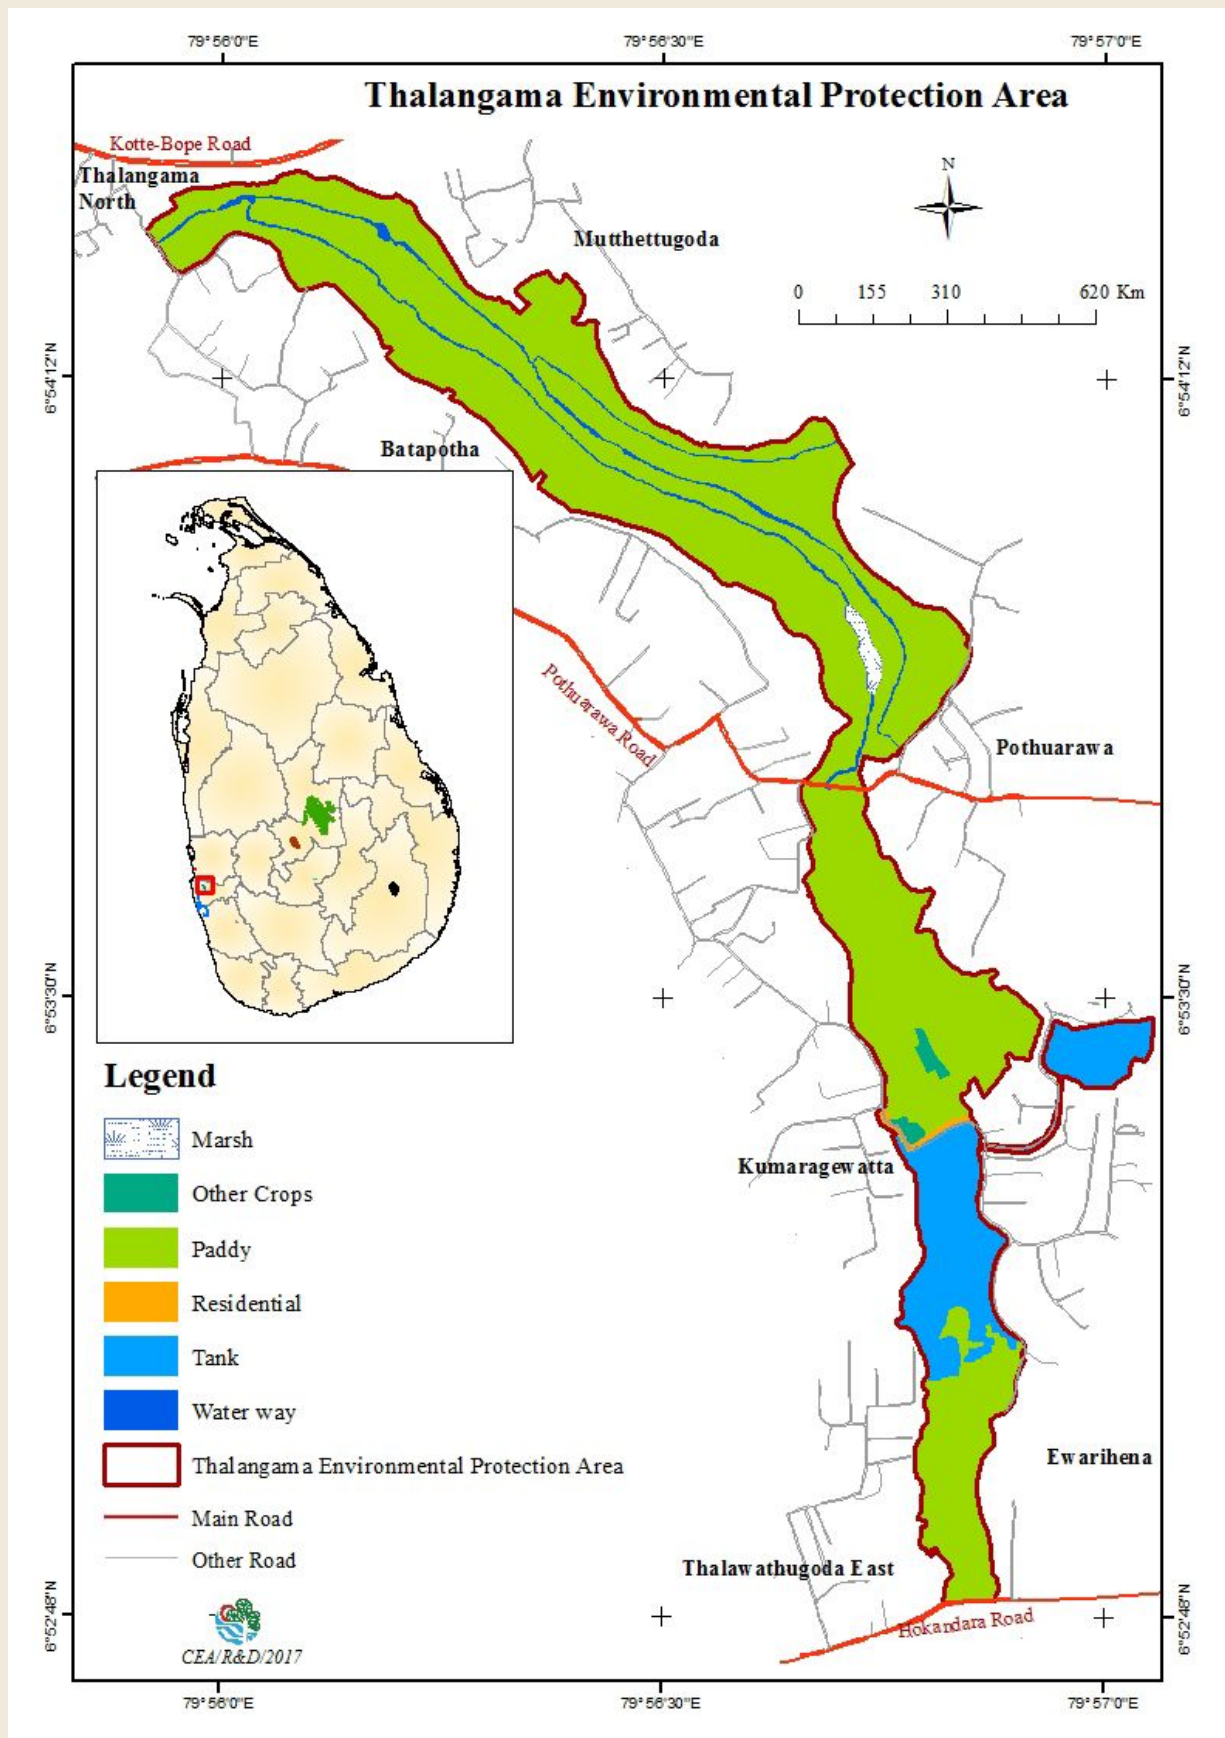 79°56'0"E
79°56'30"E
79°57'0"E
Thalangama Environmental Protection Area
Kotte-Bope Road
Thalangama
North
N
Mutthettugoda
0 155 310 620 Km
6°54'12"N
6°54'12"N
Batapotha
Pothuarawa Road
Pothuarawa
6°53'30"N
6°53'30"N
Legend
Marsh
Other Crops
Paddy
Residential
Tank
Water way
Thalangama Environmental Protection Area
Main Road
Other Road
Kumaragewatta
Ewarihena
Thalawathugoda East
Hokandara Road
6°52'48"N
6°52'48"N
CEA/R&D/2017
79°56'0"E
79°56'30"E
79°57'0"E